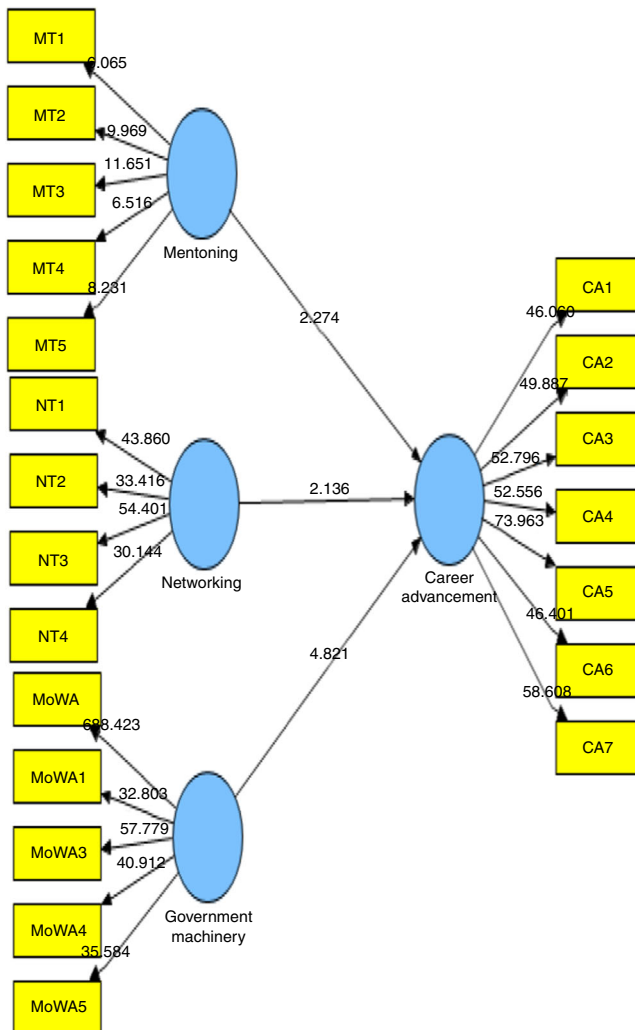 MT1
6.065
MT2
9.969
MT3
11.651
MT4
6.516
MT5
8.231
Mentoning
2.274
NT1
43.860
NT2
33.416
NT3
54.401
NT4
30.144
Networking
2.136
MoWA
688.423
MoWA1
32.803
MoWA3
57.779
MoWA4
40.912
MoWA5
35.584
Government
machinery
4.821
Career
advancement
CA1
46.060
CA2
49.887
CA3
52.796
CA4
52.556
CA5
73.963
CA6
46.401
CA7
58.608